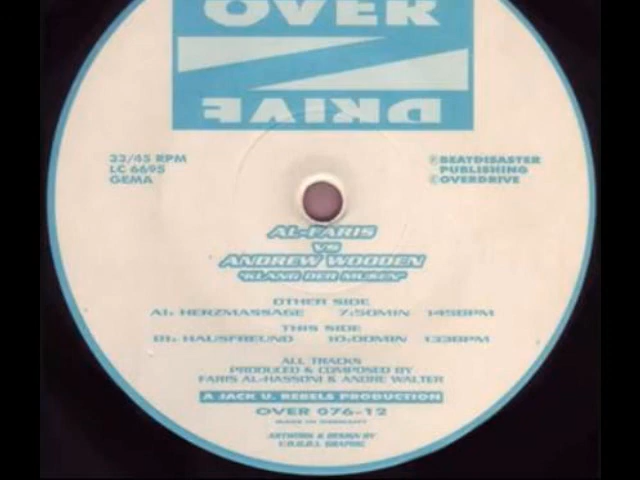 OVER
DRIVE
33/45 RPM
LC 6695
GEMA
℗BEATDISASTER
PUBLISHING
©OVERDRIVE
AL-FARIS
VS
ANDREW WOODEN
"KLANG DER MUSEN"
OTHER SIDE
A1: HERZMASSAGE 7:50MIN 145BPM
THIS SIDE
B1: HAUSFREUND 10:00MIN 133BPM
ALL TRACKS
PRODUCED & COMPOSED BY
FARIS AL-HASSONI & ANDRE WALTER
A JACK U. REBELS PRODUCTION
OVER 076-12
MADE IN GERMANY
ARTWORK & DESIGN BY
GRAPHIC